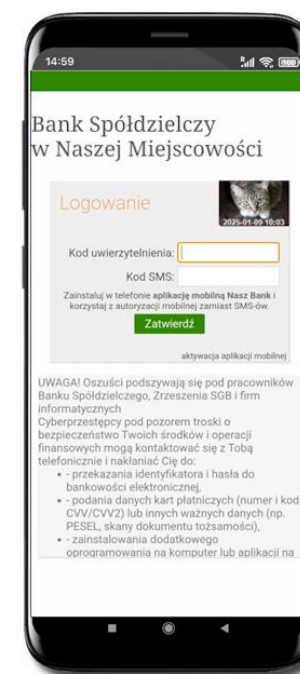 14:59
Bank Spółdzielczy
w Naszej Miejscowości
Logowanie
2025-01-09 10:03
Kod uwierzytelnienia:
Kod SMS:
Zainstaluj w telefonie aplikację mobilną Nasz Bank i
korzystaj z autoryzacji mobilnej zamiast SMS-ów.
Zatwierdź
aktywacja aplikacji mobilnej
UWAGA! Oszuści podszywają się pod pracowników
Banku Spółdzielczego, Zrzeszenia SGB i firm
informatycznych
Cyberprzestępcy pod pozorem troski o
bezpieczeństwo Twoich środków i operacji
finansowych mogą kontaktować się z Tobą
telefonicznie i nakłaniać Cię do:
• - przekazania identyfikatora i hasła do
bankowości elektronicznej,
• - podania danych kart płatniczych (numer i kod
CVV/CVV2) lub innych ważnych danych (np.
PESEL, skany dokumentu tożsamości),
• - zainstalowania dodatkowego
oprogramowania na komputer lub aplikacji na